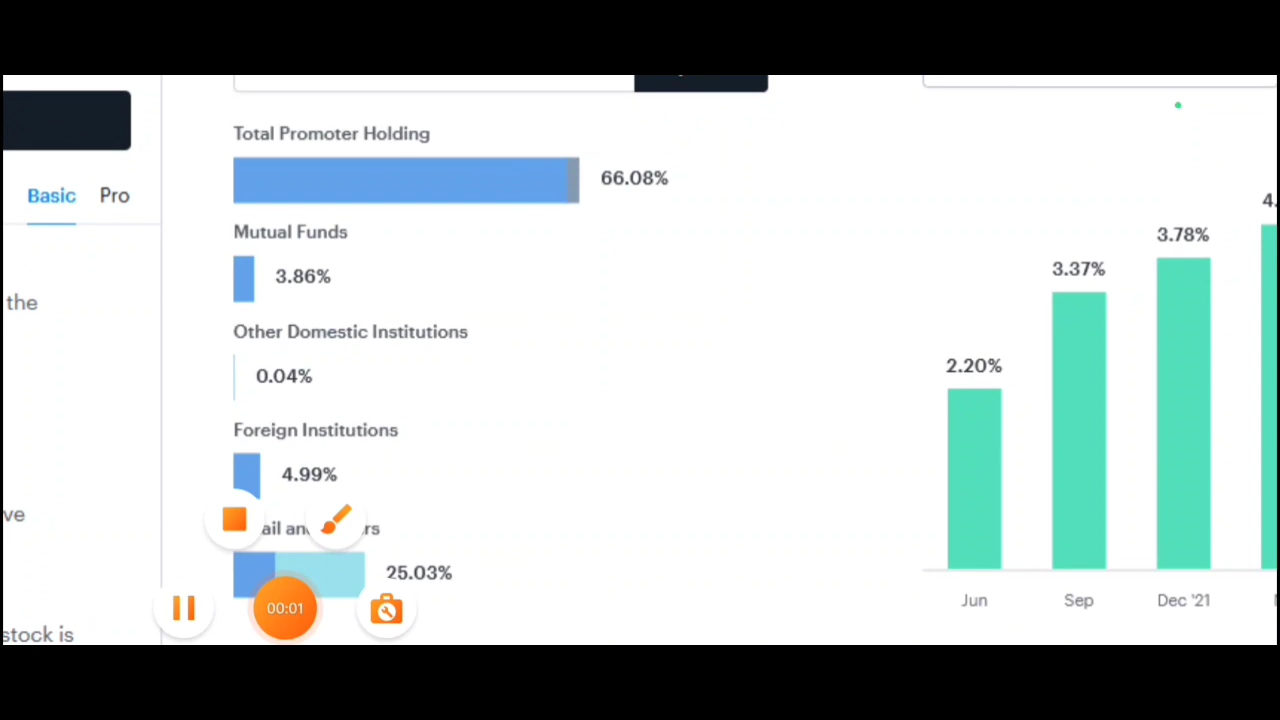 Basic Pro
the
ve
stock is
Total Promoter Holding
66.08%
Mutual Funds
3.86%
Other Domestic Institutions
0.04%
Foreign Institutions
4.99%
25.03%
00:01
2.20%
3.37%
3.78%
4.
Jun Sep Dec '21